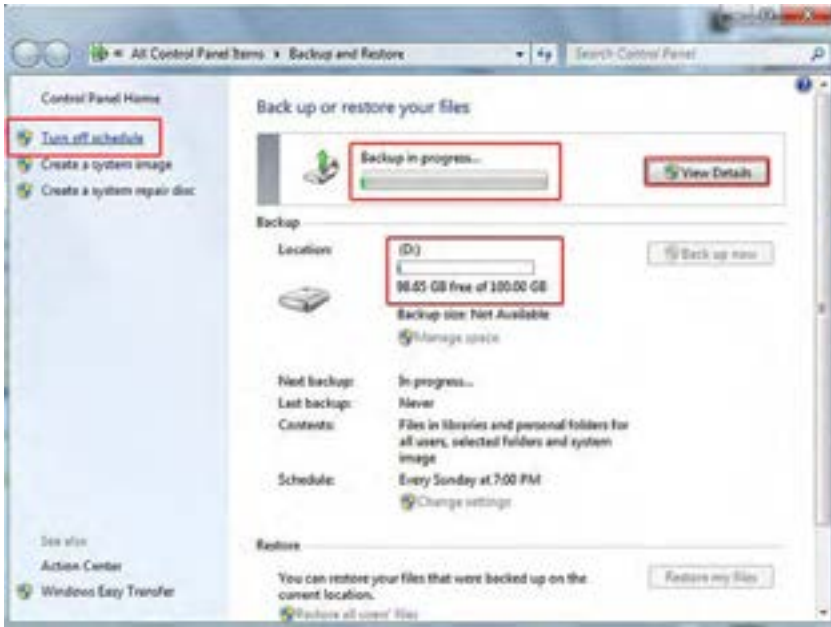 « All Control Panel Items ▸ Backup and Restore
Search Control Panel
Control Panel Home
Turn off schedule
Create a system image
Create a system repair disc
Back up or restore your files
Backup in progress...
View Details
Backup
Location:
(D:)
98.65 GB free of 100.00 GB
Back up now
Backup size: Not Available
Manage space
Next backup:
In progress...
Last backup:
Never
Contents:
Files in libraries and personal folders for
all users, selected folders and system
image
Schedule:
Every Sunday at 7:00 PM
Change settings
See also
Action Center
Windows Easy Transfer
Restore
You can restore your files that were backed up on the
current location.
Restore my files
Restore all users' files